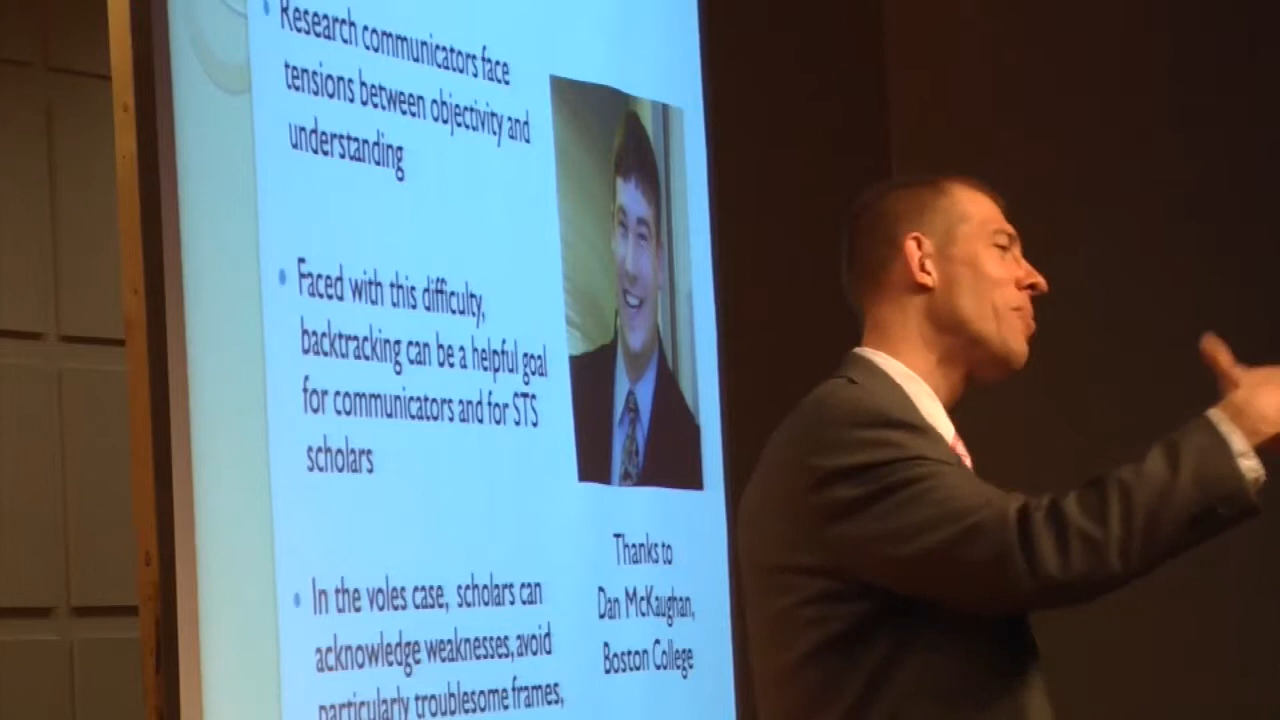 Research communicators face
tensions between objectivity and
understanding
Faced with this difficulty,
backtracking can be a helpful goal
for communicators and for STS
scholars
In the voles case, scholars can
acknowledge weaknesses, avoid
particularly troublesome frames,
Thanks to
Dan McKaughan,
Boston College